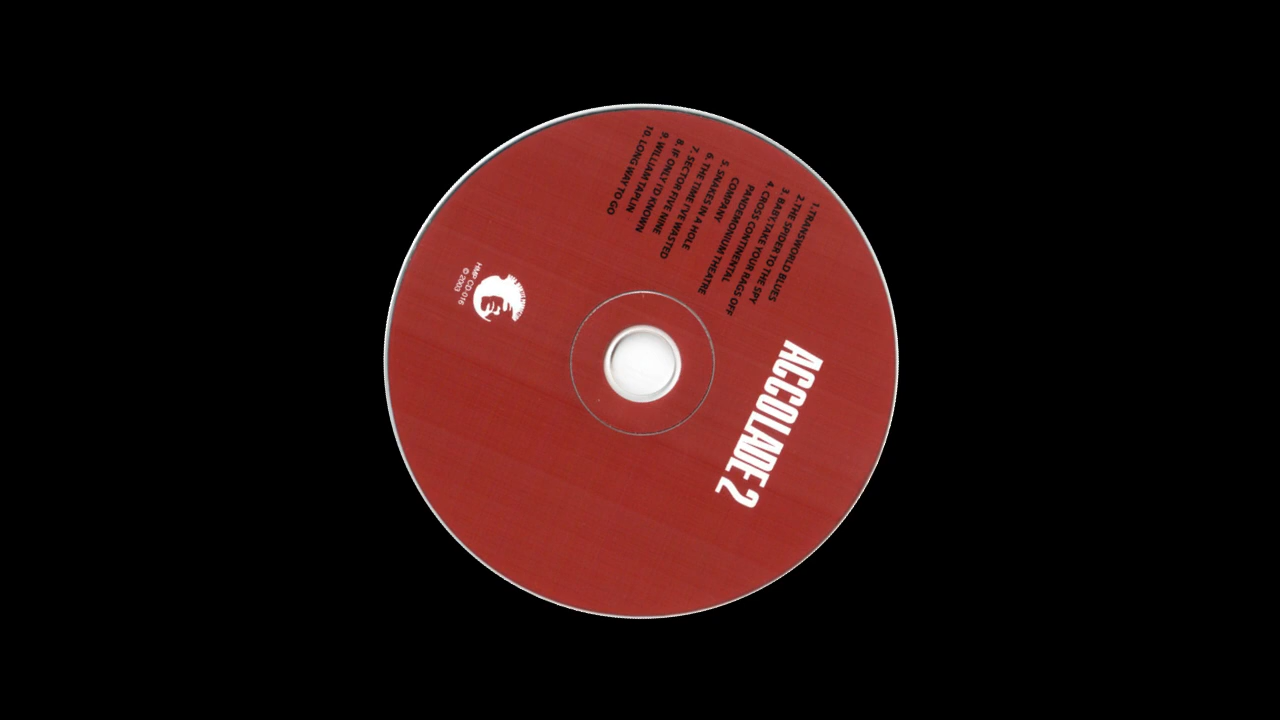 ACCOLADE 2
1. TRANSWORLD BLUES
2. THE SPIDER TO THE SPY
3. BABY, TAKE YOUR RAGS OFF
4. CROSS CONTINENTAL
PANDEMONIUM THEATRE
COMPANY
5. SNAKES IN A HOLE
6. THE TIME I'VE WASTED
7. SECTOR FIVE NINE
8. IF ONLY I'D KNOWN
9. WILLIAM TAPLIN
10. LONG WAY TO GO
HMP CD-016
© 2003